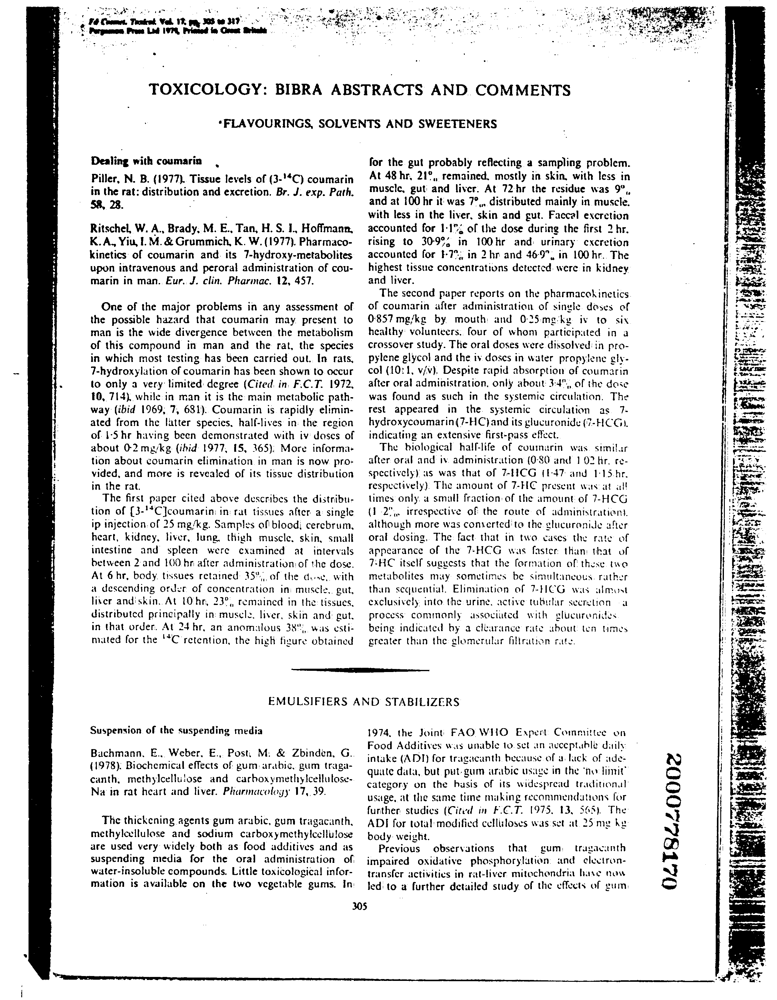 Fd Cosmet. Toxicol. Vol. 17, pp. 305 to 317
Pergamon Press Ltd 1979, Printed in Great Britain
TOXICOLOGY: BIBRA ABSTRACTS AND COMMENTS
*FLAVOURINGS, SOLVENTS AND SWEETENERS
Dealing with coumarin
Piller, N. B. (1977). Tissue levels of (3-¹⁴C) coumarin
in the rat: distribution and excretion. Br. J. exp. Path.
58, 28.
Ritschel, W. A., Brady, M. E., Tan, H. S. I., Hoffmann,
K. A., Yiu, I. M. & Grummich, K. W. (1977). Pharmaco-
kinetics of coumarin and its 7-hydroxy-metabolites
upon intravenous and peroral administration of cou-
marin in man. Eur. J. clin. Pharmac. 12, 457.
One of the major problems in any assessment of
the possible hazard that coumarin may present to
man is the wide divergence between the metabolism
of this compound in man and the rat, the species
in which most testing has been carried out. In rats,
7-hydroxylation of coumarin has been shown to occur
to only a very limited degree (Cited in F.C.T. 1972,
10, 714), while in man it is the main metabolic path-
way (ibid 1969, 7, 681). Coumarin is rapidly elimin-
ated from the latter species, half-lives in the region
of 1·5 hr having been demonstrated with iv doses of
about 0·2 mg/kg (ibid 1977, 15, 365). More informa-
tion about coumarin elimination in man is now pro-
vided, and more is revealed of its tissue distribution
in the rat.
The first paper cited above describes the distribu-
tion of [3-¹⁴C]coumarin in rat tissues after a single
ip injection of 25 mg/kg. Samples of blood, cerebrum,
heart, kidney, liver, lung, thigh muscle, skin, small
intestine and spleen were examined at intervals
between 2 and 100 hr after administration of the dose.
At 6 hr, body tissues retained 35% of the dose, with
a descending order of concentration in muscle, gut,
liver and skin. At 10 hr, 23% remained in the tissues,
distributed principally in muscle, liver, skin and gut,
in that order. At 24 hr, an anomalous 38% was esti-
mated for the ¹⁴C retention, the high figure obtained
for the gut probably reflecting a sampling problem.
At 48 hr, 21% remained, mostly in skin, with less in
muscle, gut and liver. At 72 hr the residue was 9%,
and at 100 hr it was 7%, distributed mainly in muscle,
with less in the liver, skin and gut. Faecal excretion
accounted for 1·1% of the dose during the first 2 hr,
rising to 30·9% in 100 hr and urinary excretion
accounted for 1·7% in 2 hr and 46·9% in 100 hr. The
highest tissue concentrations detected were in kidney
and liver.
The second paper reports on the pharmacokinetics
of coumarin after administration of single doses of
0·857 mg/kg by mouth and 0·25 mg/kg iv to six
healthy volunteers, four of whom participated in a
crossover study. The oral doses were dissolved in pro-
pylene glycol and the iv doses in water propylene gly-
col (10:1, v/v). Despite rapid absorption of coumarin
after oral administration, only about 3·4% of the dose
was found as such in the systemic circulation. The
rest appeared in the systemic circulation as 7-
hydroxycoumarin (7-HC) and its glucuronide (7-HCG),
indicating an extensive first-pass effect.
The biological half-life of coumarin was similar
after oral and iv administration (0·80 and 1·02 hr, re-
spectively) as was that of 7-HCG (1·47 and 1·15 hr,
respectively). The amount of 7-HC present was at all
times only a small fraction of the amount of 7-HCG
(1 2%, irrespective of the route of administration),
although more was converted to the glucuronide after
oral dosing. The fact that in two cases the rate of
appearance of the 7-HCG was faster than that of
7-HC itself suggests that the formation of these two
metabolites may sometimes be simultaneous rather
than sequential. Elimination of 7-HCG was almost
exclusively into the urine, active tubular secretion a
process commonly associated with glucuronides
being indicated by a clearance rate about ten times
greater than the glomerular filtration rate.
EMULSIFIERS AND STABILIZERS
Suspension of the suspending media
Bachmann, E., Weber, E., Post, M. & Zbinden, G.
(1978). Biochemical effects of gum arabic, gum traga-
canth, methylcellulose and carboxymethylcellulose-
Na in rat heart and liver. Pharmacology 17, 39.
The thickening agents gum arabic, gum tragacanth,
methylcellulose and sodium carboxymethylcellulose
are used very widely both as food additives and as
suspending media for the oral administration of
water-insoluble compounds. Little toxicological infor-
mation is available on the two vegetable gums. In
1974, the Joint FAO WHO Expert Committee on
Food Additives was unable to set an acceptable daily
intake (ADI) for tragacanth because of a lack of ade-
quate data, but put gum arabic usage in the 'no limit'
category on the basis of its widespread traditional
usage, at the same time making recommendations for
further studies (Cited in F.C.T. 1975, 13, 565). The
ADI for total modified celluloses was set at 25 mg kg
body weight.
Previous observations that gum tragacanth
impaired oxidative phosphorylation and electron-
transfer activities in rat-liver mitochondria have now
led to a further detailed study of the effects of gum
305
2000778170